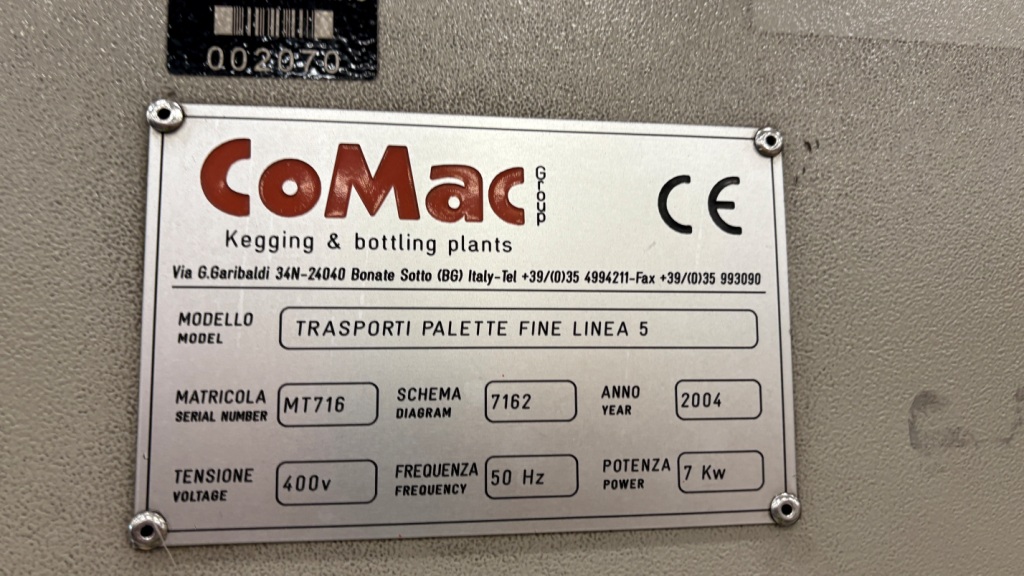 002070
CoMac Group
CE
Kegging & bottling plants
Via G.Garibaldi 34N-24040 Bonate Sotto (BG) Italy-Tel +39/(0)35 4994211-Fax +39/(0)35 993090
MODELLO
MODEL
TRASPORTI PALETTE FINE LINEA 5
MATRICOLA
SERIAL NUMBER
MT716
SCHEMA
DIAGRAM
7162
ANNO
YEAR
2004
TENSIONE
VOLTAGE
400v
FREQUENZA
FREQUENCY
50 Hz
POTENZA
POWER
7 Kw